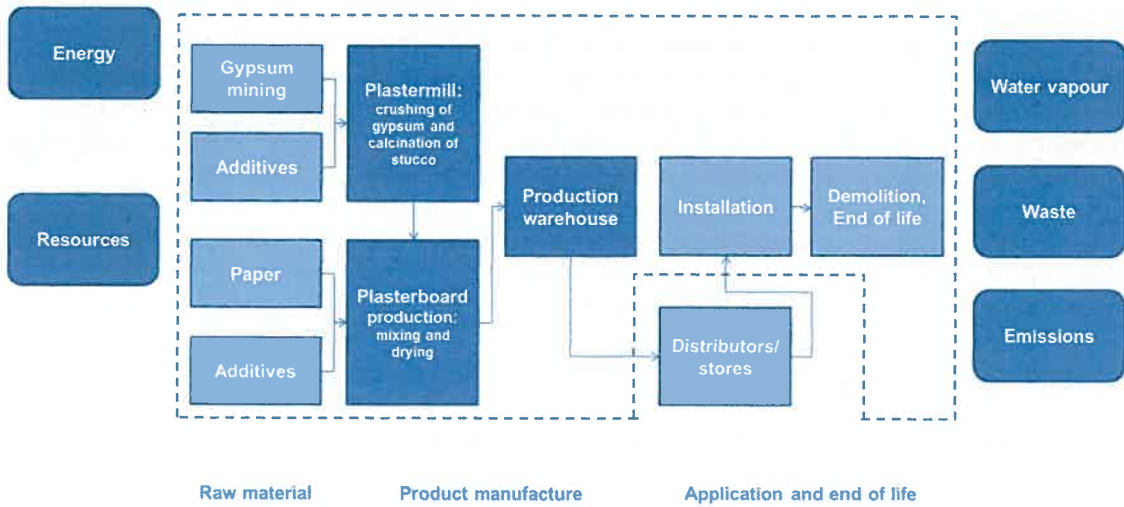 Energy
Resources
Gypsum
mining
Additives
Paper
Additives
Plastermill:
crushing of
gypsum and
calcination of
stucco
Plasterboard
production:
mixing and
drying
Production
warehouse
Installation
Demolition,
End of life
Distributors/
stores
Water vapour
Waste
Emissions
Raw material
Product manufacture
Application and end of life